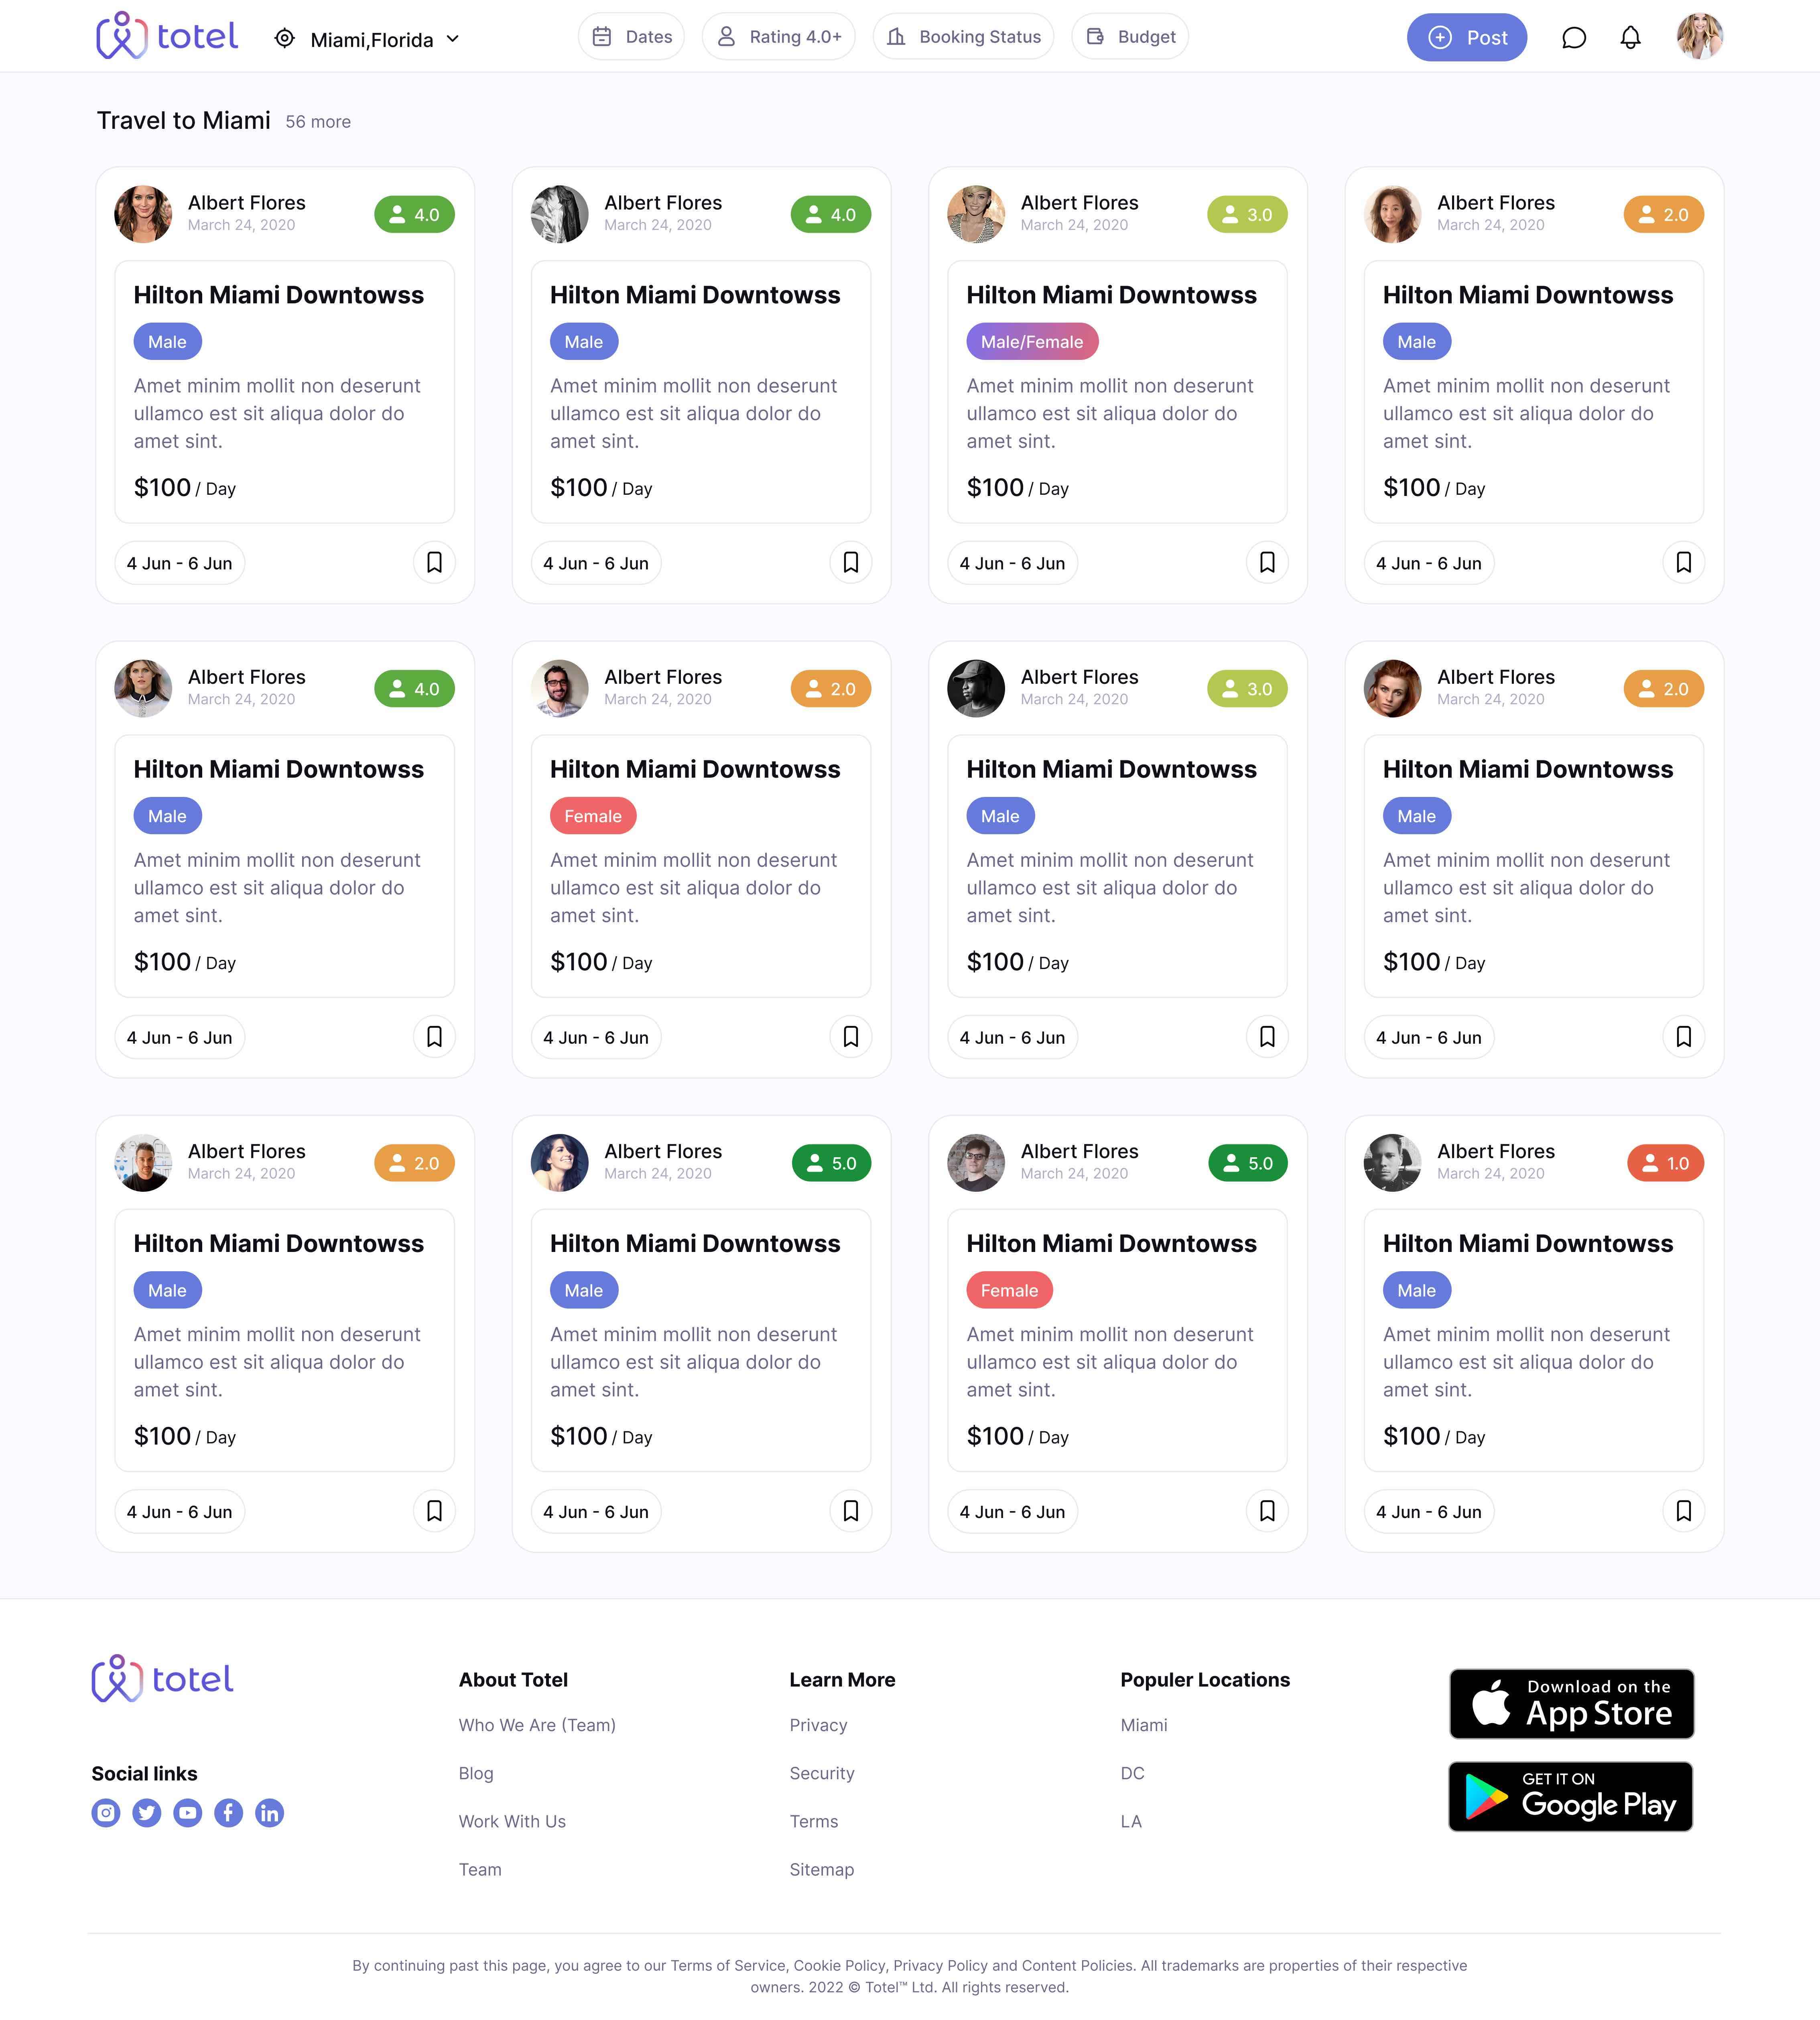 totel
Miami,Florida
Dates
Rating 4.0+
Booking Status
Budget
Post
Travel to Miami 56 more
Albert Flores
March 24, 2020
4.0
Hilton Miami Downtowss
Male
Amet minim mollit non deserunt
ullamco est sit aliqua dolor do
amet sint.
$100 / Day
4 Jun - 6 Jun
Albert Flores
March 24, 2020
4.0
Hilton Miami Downtowss
Male
Amet minim mollit non deserunt
ullamco est sit aliqua dolor do
amet sint.
$100 / Day
4 Jun - 6 Jun
Albert Flores
March 24, 2020
3.0
Hilton Miami Downtowss
Male/Female
Amet minim mollit non deserunt
ullamco est sit aliqua dolor do
amet sint.
$100 / Day
4 Jun - 6 Jun
Albert Flores
March 24, 2020
2.0
Hilton Miami Downtowss
Male
Amet minim mollit non deserunt
ullamco est sit aliqua dolor do
amet sint.
$100 / Day
4 Jun - 6 Jun
Albert Flores
March 24, 2020
4.0
Hilton Miami Downtowss
Male
Amet minim mollit non deserunt
ullamco est sit aliqua dolor do
amet sint.
$100 / Day
4 Jun - 6 Jun
Albert Flores
March 24, 2020
2.0
Hilton Miami Downtowss
Female
Amet minim mollit non deserunt
ullamco est sit aliqua dolor do
amet sint.
$100 / Day
4 Jun - 6 Jun
Albert Flores
March 24, 2020
3.0
Hilton Miami Downtowss
Male
Amet minim mollit non deserunt
ullamco est sit aliqua dolor do
amet sint.
$100 / Day
4 Jun - 6 Jun
Albert Flores
March 24, 2020
2.0
Hilton Miami Downtowss
Male
Amet minim mollit non deserunt
ullamco est sit aliqua dolor do
amet sint.
$100 / Day
4 Jun - 6 Jun
Albert Flores
March 24, 2020
2.0
Hilton Miami Downtowss
Male
Amet minim mollit non deserunt
ullamco est sit aliqua dolor do
amet sint.
$100 / Day
4 Jun - 6 Jun
Albert Flores
March 24, 2020
5.0
Hilton Miami Downtowss
Male
Amet minim mollit non deserunt
ullamco est sit aliqua dolor do
amet sint.
$100 / Day
4 Jun - 6 Jun
Albert Flores
March 24, 2020
5.0
Hilton Miami Downtowss
Female
Amet minim mollit non deserunt
ullamco est sit aliqua dolor do
amet sint.
$100 / Day
4 Jun - 6 Jun
Albert Flores
March 24, 2020
1.0
Hilton Miami Downtowss
Male
Amet minim mollit non deserunt
ullamco est sit aliqua dolor do
amet sint.
$100 / Day
4 Jun - 6 Jun
totel
Social links
About Totel
Who We Are (Team)
Blog
Work With Us
Team
Learn More
Privacy
Security
Terms
Sitemap
Populer Locations
Miami
DC
LA
Download on the
App Store
GET IT ON
Google Play
By continuing past this page, you agree to our Terms of Service, Cookie Policy, Privacy Policy and Content Policies. All trademarks are properties of their respective
owners. 2022 © Totel™ Ltd. All rights reserved.